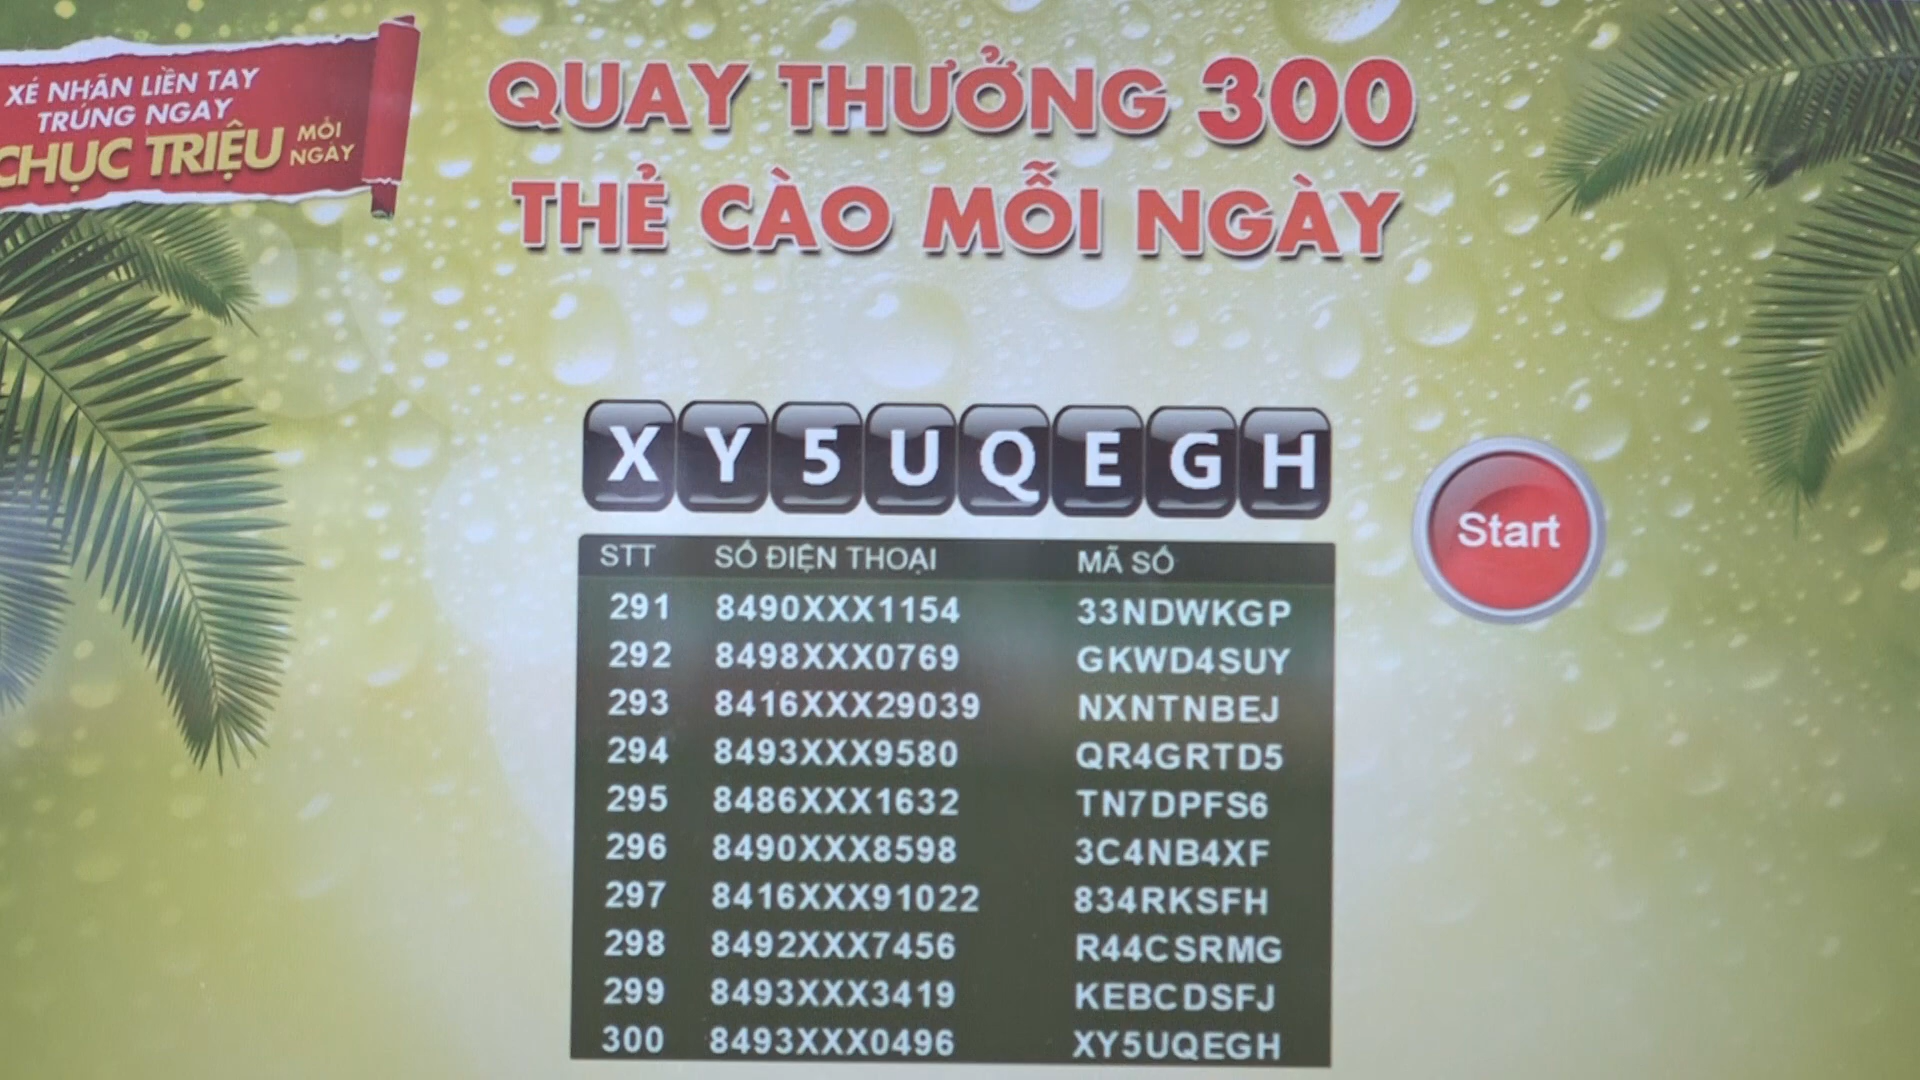 XÉ NHÃN LIỀN TAY
TRÚNG NGAY
CHỤC TRIỆU MỖI NGÀY
QUAY THƯỞNG 300
THẺ CÀO MỖI NGÀY
XY5UQEGH
Start
STT SỐ ĐIỆN THOẠI MÃ SỐ
291 8490XXX1154 33NDWKGP
292 8498XXX0769 GKWD4SUY
293 8416XXX29039 NXNTNBEJ
294 8493XXX9580 QR4GRTD5
295 8486XXX1632 TN7DPFS6
296 8490XXX8598 3C4NB4XF
297 8416XXX91022 834RKSFH
298 8492XXX7456 R44CSRMG
299 8493XXX3419 KEBCDSFJ
300 8493XXX0496 XY5UQEGH